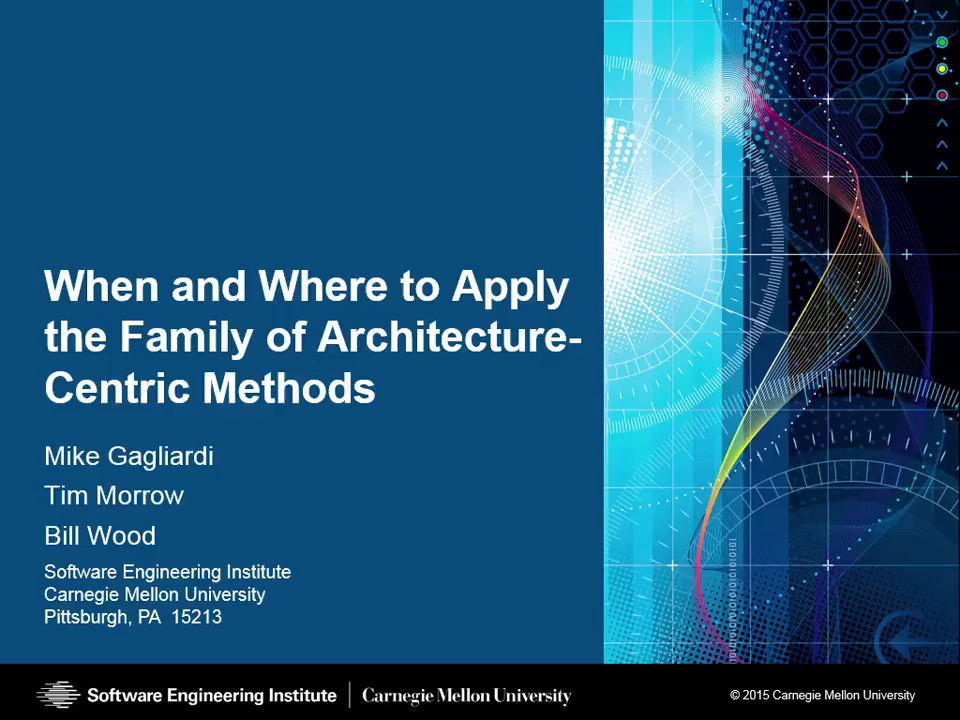 When and Where to Apply
the Family of Architecture-
Centric Methods
Mike Gagliardi
Tim Morrow
Bill Wood
Software Engineering Institute
Carnegie Mellon University
Pittsburgh, PA 15213
Software Engineering Institute | Carnegie Mellon University
© 2015 Carnegie Mellon University